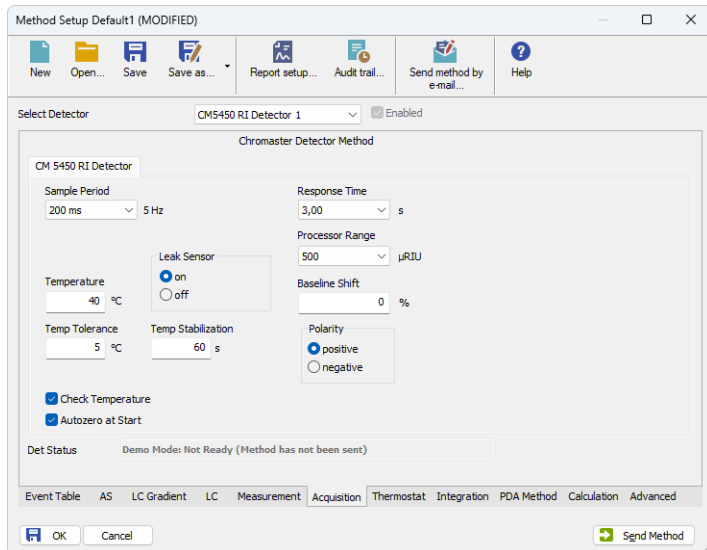 Method Setup Default1 (MODIFIED)
New Open... Save Save as... Report setup... Audit trail... Send method by e-mail... Help
Select Detector CM5450 RI Detector 1 Enabled
Chromaster Detector Method
CM 5450 RI Detector
Sample Period Response Time
200 ms 5 Hz 3,00 s
Processor Range
Leak Sensor 500 µRIU
on
Temperature Baseline Shift
off
40 ºC 0 %
Temp Tolerance Temp Stabilization Polarity
5 ºC 60 s positive
negative
Check Temperature
Autozero at Start
Det Status Demo Mode: Not Ready (Method has not been sent)
Event Table AS LC Gradient LC Measurement Acquisition Thermostat Integration PDA Method Calculation Advanced
OK Cancel Send Method